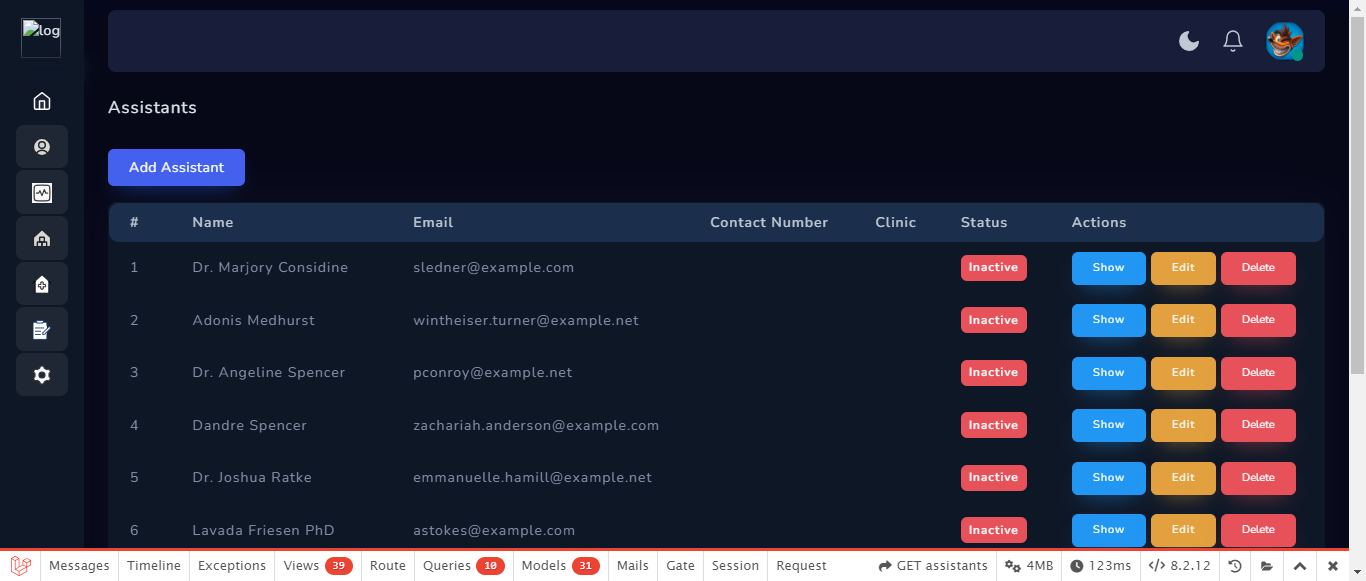 log
Assistants
Add Assistant
# Name Email Contact Number Clinic Status Actions
1 Dr. Marjory Considine sledner@example.com Inactive Show Edit Delete
2 Adonis Medhurst wintheiser.turner@example.net Inactive Show Edit Delete
3 Dr. Angeline Spencer pconroy@example.net Inactive Show Edit Delete
4 Dandre Spencer zachariah.anderson@example.com Inactive Show Edit Delete
5 Dr. Joshua Ratke emmanuelle.hamill@example.net Inactive Show Edit Delete
6 Lavada Friesen PhD astokes@example.com Inactive Show Edit Delete
Messages Timeline Exceptions Views 39 Route Queries 10 Models 31 Mails Gate Session Request GET assistants 4MB 123ms </> 8.2.12